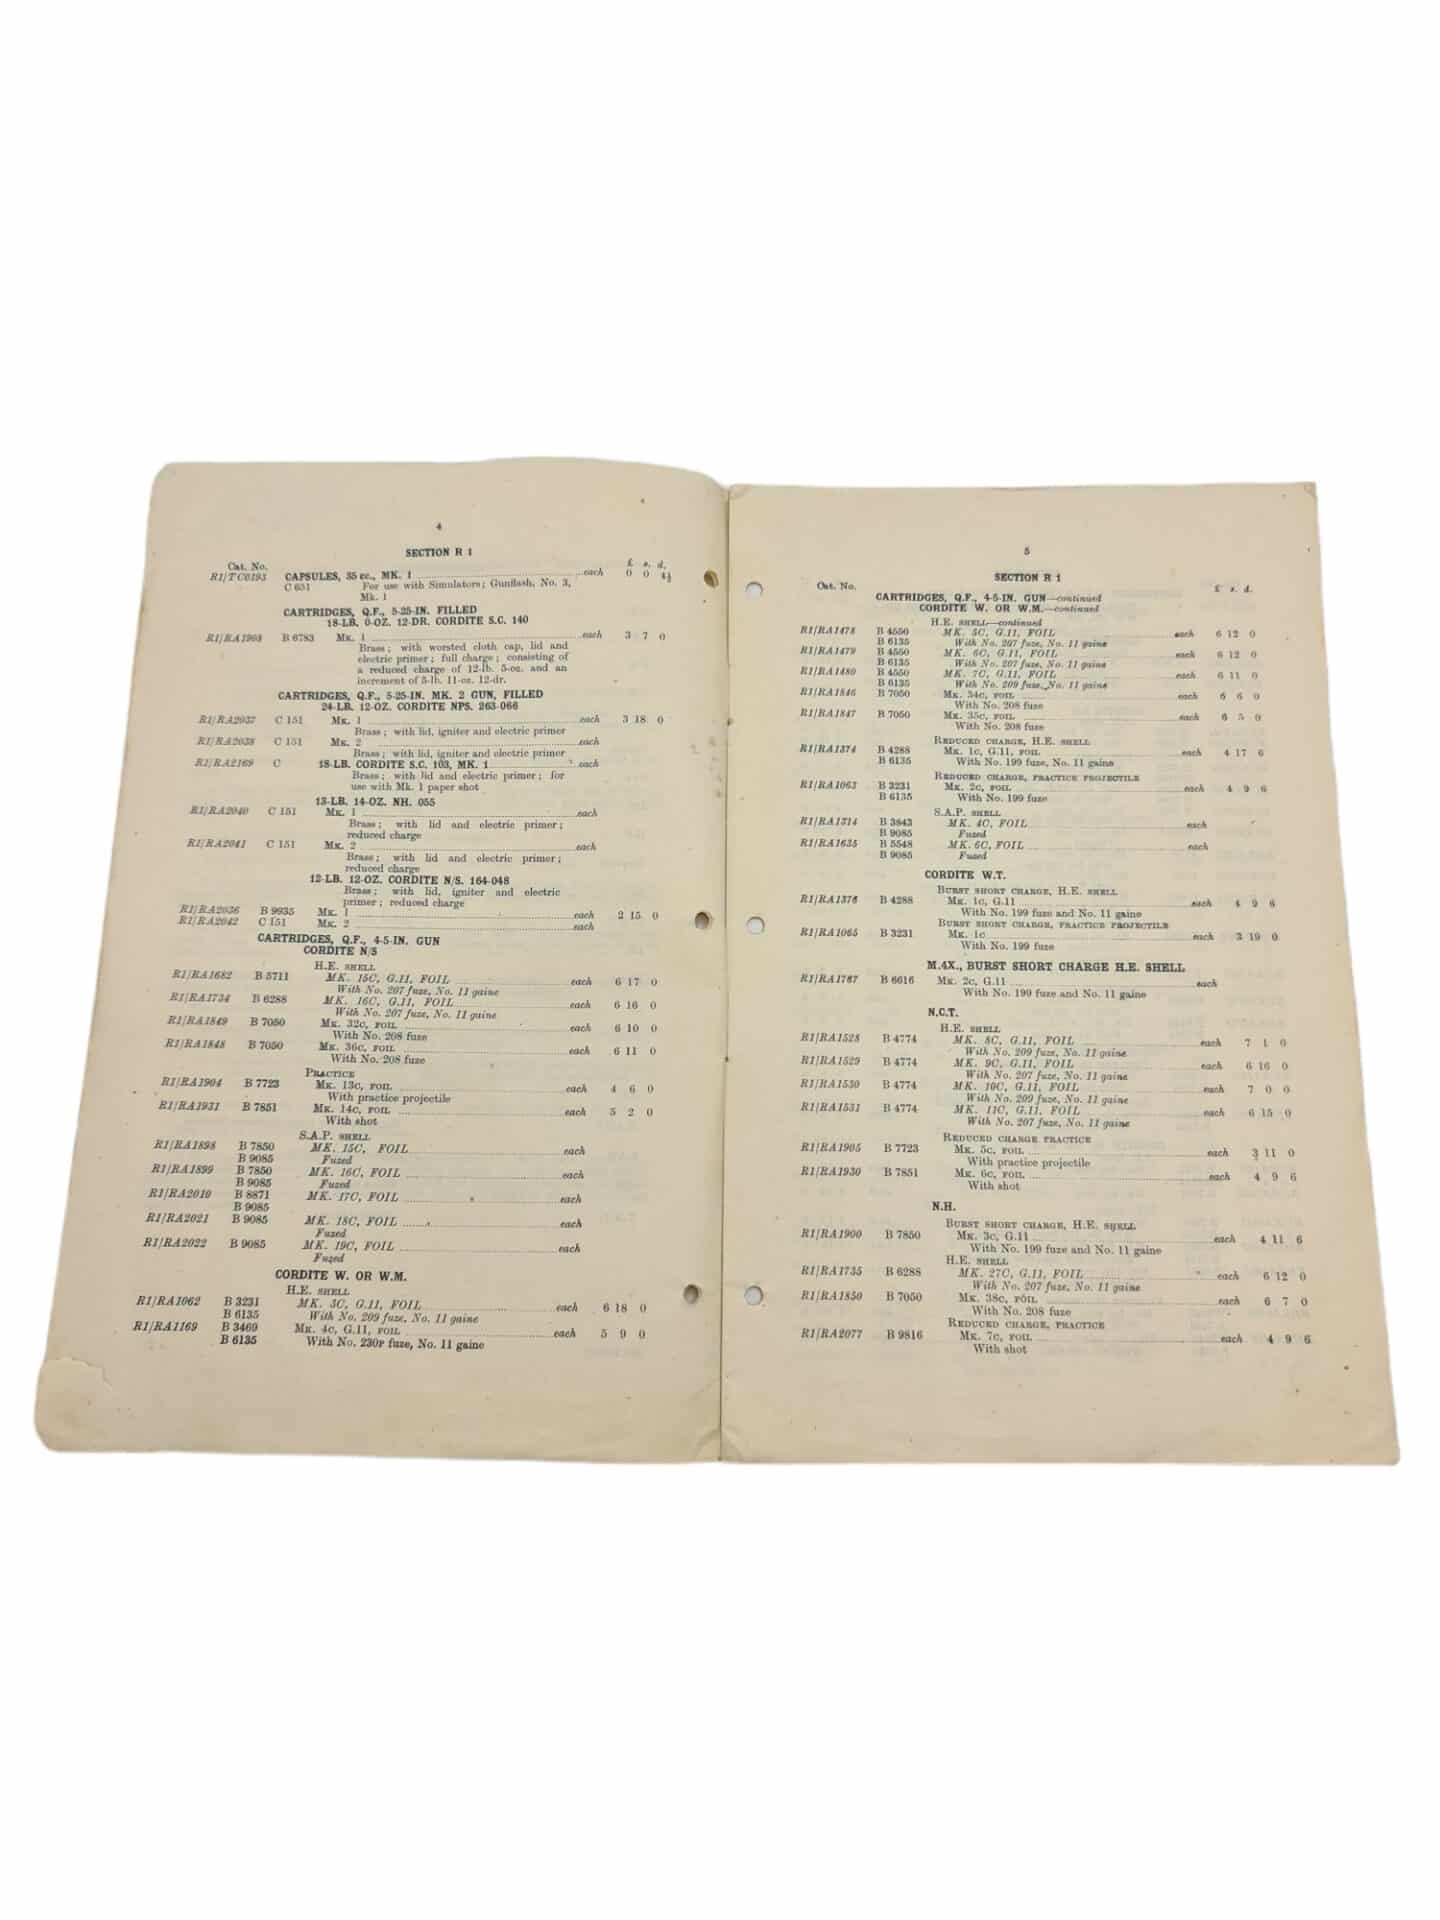 4
SECTION R 1
Cat. No. £ s. d.
R1/TC0193 CAPSULES, 35 cc., MK. 1 each 0 0 4½
C 651 For use with Simulators; Gunflash, No. 3,
Mk. 1
CARTRIDGES, Q.F., 5·25-IN. FILLED
18-LB. 0-OZ. 12-DR. CORDITE S.C. 140
R1/RA1903 B 6783 MK. 1 each 3 7 0
Brass; with worsted cloth cap, lid and
electric primer; full charge; consisting of
a reduced charge of 12-lb. 5-oz. and an
increment of 5-lb. 11-oz. 12-dr.
CARTRIDGES, Q.F., 5·25-IN. MK. 2 GUN, FILLED
24-LB. 12-OZ. CORDITE NPS. 263-066
R1/RA2037 C 151 MK. 1 each 3 18 0
Brass; with lid, igniter and electric primer
R1/RA2038 C 151 MK. 2 each
Brass; with lid, igniter and electric primer
R1/RA2169 C 18-LB. CORDITE S.C. 103, MK. 1 each
Brass; with lid and electric primer; for
use with Mk. 1 paper shot
13-LB. 14-OZ. NH. 055
R1/RA2040 C 151 MK. 1 each
Brass; with lid and electric primer;
reduced charge
R1/RA2041 C 151 MK. 2 each
Brass; with lid and electric primer;
reduced charge
12-LB. 12-OZ. CORDITE N/S. 164-048
Brass; with lid, igniter and electric
primer; reduced charge
R1/RA2036 B 9935 MK. 1 each 2 15 0
R1/RA2042 C 151 MK. 2 each
CARTRIDGES, Q.F., 4·5-IN. GUN
CORDITE N/S
H.E. SHELL
R1/RA1682 B 5711 MK. 15C, G.11, FOIL each 6 17 0
With No. 207 fuze, No. 11 gaine
R1/RA1734 B 6288 MK. 16C, G.11, FOIL each 6 16 0
With No. 207 fuze, No. 11 gaine
R1/RA1849 B 7050 MK. 32C, FOIL each 6 10 0
With No. 208 fuze
R1/RA1848 B 7050 MK. 36C, FOIL each 6 11 0
With No. 208 fuze
PRACTICE
R1/RA1904 B 7723 MK. 13C, FOIL each 4 6 0
With practice projectile
R1/RA1931 B 7851 MK. 14C, FOIL each 5 2 0
With shot
S.A.P. SHELL
R1/RA1898 B 7850 MK. 15C, FOIL each
B 9085 Fuzed
R1/RA1899 B 7850 MK. 16C, FOIL each
B 9085 Fuzed
R1/RA2010 B 8871 MK. 17C, FOIL each
B 9085
R1/RA2021 B 9085 MK. 18C, FOIL each
Fuzed
R1/RA2022 B 9085 MK. 19C, FOIL each
Fuzed
CORDITE W. OR W.M.
H.E. SHELL
R1/RA1062 B 3231 MK. 3C, G.11, FOIL each 6 18 0
B 6135 With No. 209 fuze, No. 11 gaine
R1/RA1169 B 3469 MK. 4C, G.11, FOIL each 5 9 0
B 6135 With No. 230P fuze, No. 11 gaine
5
SECTION R 1
Cat. No. £ s. d.
CARTRIDGES, Q.F., 4·5-IN. GUN—continued
CORDITE W. OR W.M.—continued
H.E. SHELL—continued
R1/RA1478 B 4550 MK. 5C, G.11, FOIL each 6 12 0
B 6135 With No. 207 fuze, No. 11 gaine
R1/RA1479 B 4550 MK. 6C, G.11, FOIL each 6 12 0
B 6135 With No. 207 fuze, No. 11 gaine
R1/RA1480 B 4550 MK. 7C, G.11, FOIL each 6 11 0
B 6135 With No. 209 fuze, No. 11 gaine
R1/RA1846 B 7050 MK. 34C, FOIL each 6 6 0
With No. 208 fuze
R1/RA1847 B 7050 MK. 35C, FOIL each 6 5 0
With No. 208 fuze
REDUCED CHARGE, H.E. SHELL
R1/RA1374 B 4288 MK. 1C, G.11, FOIL each 4 17 6
B 6135 With No. 199 fuze, No. 11 gaine
REDUCED CHARGE, PRACTICE PROJECTILE
R1/RA1063 B 3231 MK. 2C, FOIL each 4 9 6
B 6135 With No. 199 fuze
S.A.P. SHELL
R1/RA1314 B 3843 MK. 4C, FOIL each
B 9085 Fuzed
R1/RA1635 B 5548 MK. 6C, FOIL each
B 9085 Fuzed
CORDITE W.T.
BURST SHORT CHARGE, H.E. SHELL
R1/RA1376 B 4288 MK. 1C, G.11 each 4 9 6
With No. 199 fuze and No. 11 gaine
BURST SHORT CHARGE, PRACTICE PROJECTILE
R1/RA1065 B 3231 MK. 1C each 3 19 0
With No. 199 fuze
M.4X., BURST SHORT CHARGE H.E. SHELL
R1/RA1767 B 6616 MK. 2C, G.11 each
With No. 199 fuze and No. 11 gaine
N.C.T.
H.E. SHELL
R1/RA1528 B 4774 MK. 8C, G.11, FOIL each 7 1 0
With No. 209 fuze, No. 11 gaine
R1/RA1529 B 4774 MK. 9C, G.11, FOIL each 6 16 0
With No. 207 fuze, No. 11 gaine
R1/RA1530 B 4774 MK. 10C, G.11, FOIL each 7 0 0
With No. 209 fuze, No. 11 gaine
R1/RA1531 B 4774 MK. 11C, G.11, FOIL each 6 15 0
With No. 207 fuze, No. 11 gaine
REDUCED CHARGE PRACTICE
R1/RA1905 B 7723 MK. 5C, FOIL each 3 11 0
With practice projectile
R1/RA1930 B 7851 MK. 6C, FOIL each 4 9 6
With shot
N.H.
BURST SHORT CHARGE, H.E. SHELL
R1/RA1900 B 7850 MK. 3C, G.11 each 4 11 6
With No. 199 fuze and No. 11 gaine
H.E. SHELL
R1/RA1735 B 6288 MK. 27C, G.11, FOIL each 6 12 0
With No. 207 fuze, No. 11 gaine
R1/RA1850 B 7050 MK. 38C, FOIL each 6 7 0
With No. 208 fuze
REDUCED CHARGE, PRACTICE
R1/RA2077 B 9816 MK. 7C, FOIL each 4 9 6
With shot